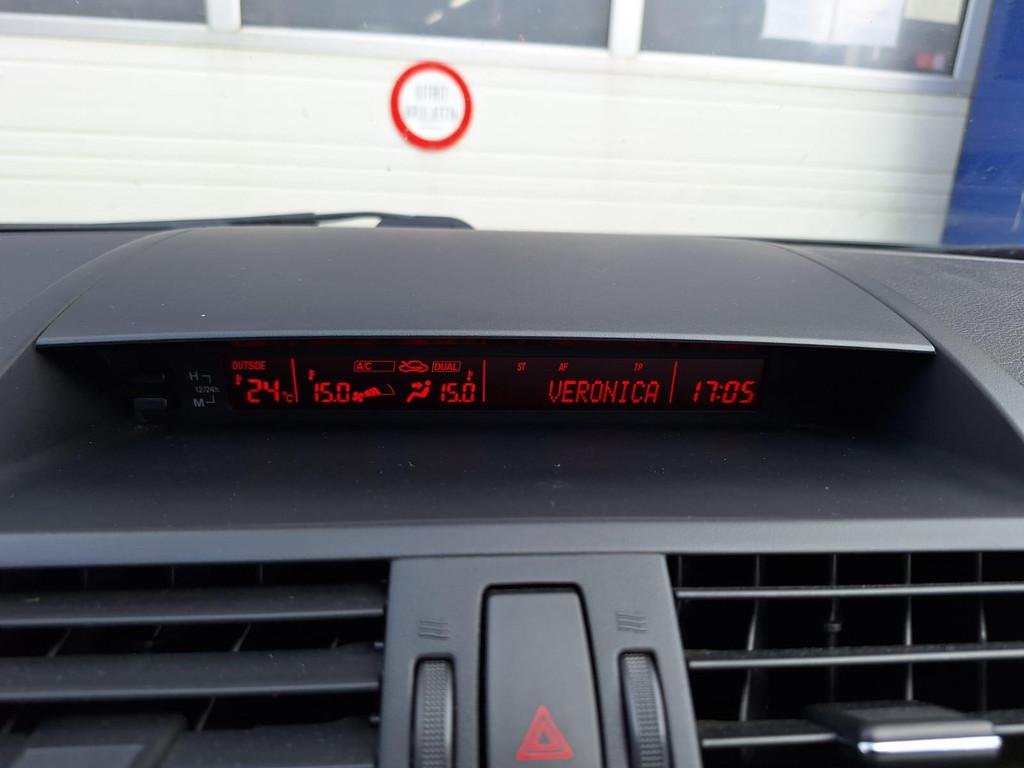 OUTSIDE A/C DUAL ST AF TP
24°C 15.0 15.0 VERONICA 17:05
H
12/24h
M